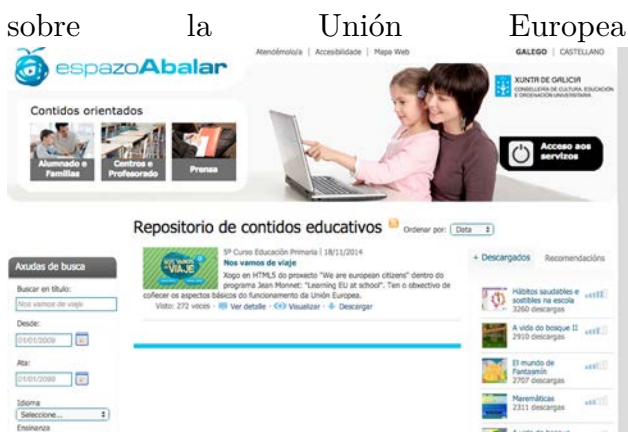 sobre la Unión Europea
espazoAbalar
Atendémolo/a | Accesibilidade | Mapa Web
GALEGO | CASTELLANO
XUNTA DE GALICIA
CONSELLERÍA DE CULTURA, EDUCACIÓN
E ORDENACIÓN UNIVERSITARIA
Contidos orientados
Alumnado e
Familias
Centros e
Profesorado
Prensa
Acceso aos
servizos
Repositorio de contidos educativos
Ordenar por: Data
5º Curso Educación Primaria | 18/11/2014
Nos vamos de viaje
Xogo en HTML5 do proxecto "We are european citizens" dentro do
programa Jean Monnet: "Learning EU at school". Ten o obxectivo de
coñecer os aspectos básicos do funcionamento da Unión Europea.
Visto: 272 veces - Ver detalle - Visualizar - Descargar
NOS VAMOS
DE VIAJE
Axudas de busca
Buscar en título:
Nos vamos de viaje
Desde:
01/01/2009
Ata:
01/01/2099
Idioma
Seleccione...
Ensinanza
+ Descargados
Recomendacións
Hábitos saudables e
sostibles na escola
3260 descargas
A vida do bosque II
2910 descargas
El mundo de
Fantasmín
2707 descargas
Maremáticas
2311 descargas